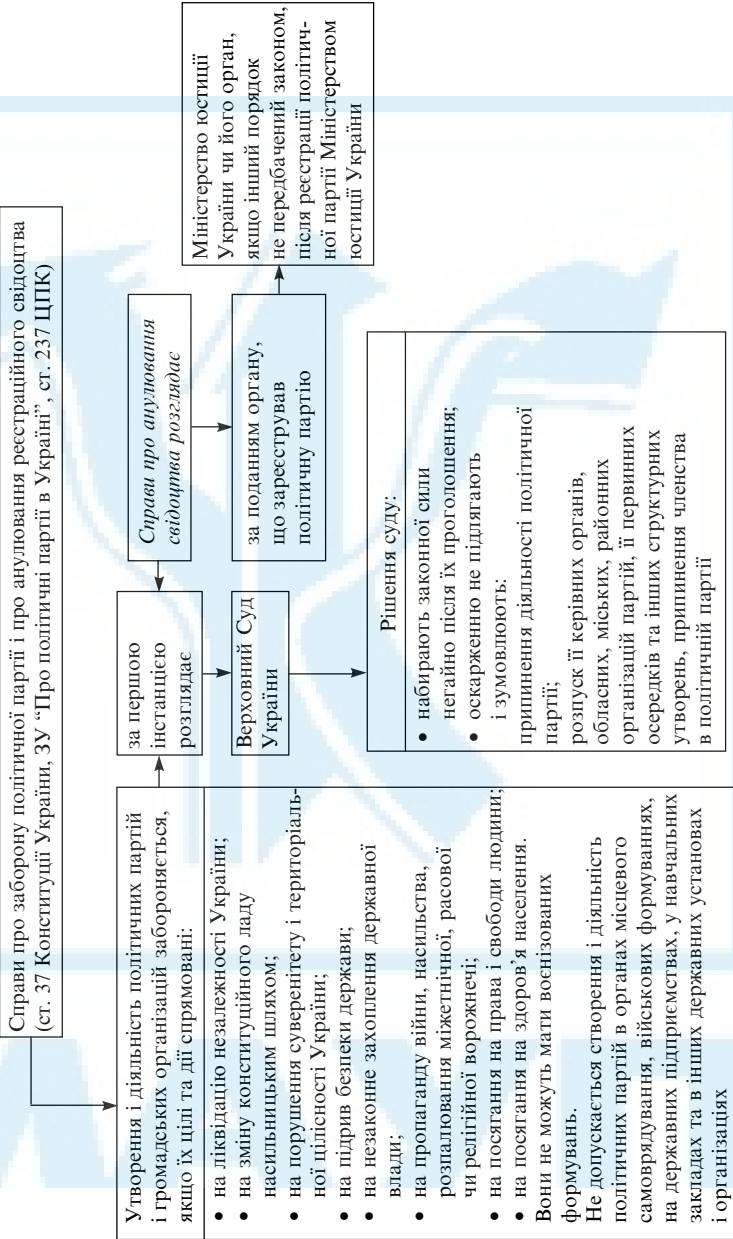 Справи про заборону політичної партії і про анулювання реєстраційного свідоцтва
(ст. 37 Конституції України, ЗУ “Про політичні партії в Україні”, ст. 237 ЦПК)
Утворення і діяльність політичних партій
і громадських організацій забороняється,
якщо їх цілі та дії спрямовані:
• на ліквідацію незалежності України;
• на зміну конституційного ладу
насильницьким шляхом;
• на порушення суверенітету і територіаль-
ної цілісності України;
• на підрив безпеки держави;
• на незаконне захоплення державної
влади;
• на пропаганду війни, насильства,
розпалювання міжетнічної, расової
чи релігійної ворожнечі;
• на посягання на права і свободи людини;
• на посягання на здоров’я населення.
Вони не можуть мати воєнізованих
формувань.
Не допускається створення і діяльність
політичних партій в органах місцевого
самоврядування, військових формуваннях,
на державних підприємствах, у навчальних
закладах та в інших державних установах
і організаціях
за першою
інстанцією
розглядає
Верховний Суд
України
Справи про анулювання
свідоцтва розглядає
за поданням органу,
що зареєстрував
політичну партію
Міністерство юстиції
України чи його орган,
якщо інший порядок
не передбачений законом,
після реєстрації політич-
ної партії Міністерством
юстиції України
Рішення суду:
• набирають законної сили
негайно після їх проголошення;
• оскарженню не підлягають
і зумовлюють:
припинення діяльності політичної
партії;
розпуск її керівних органів,
обласних, міських, районних
організацій партій, її первинних
осередків та інших структурних
утворень, припинення членства
в політичній партії